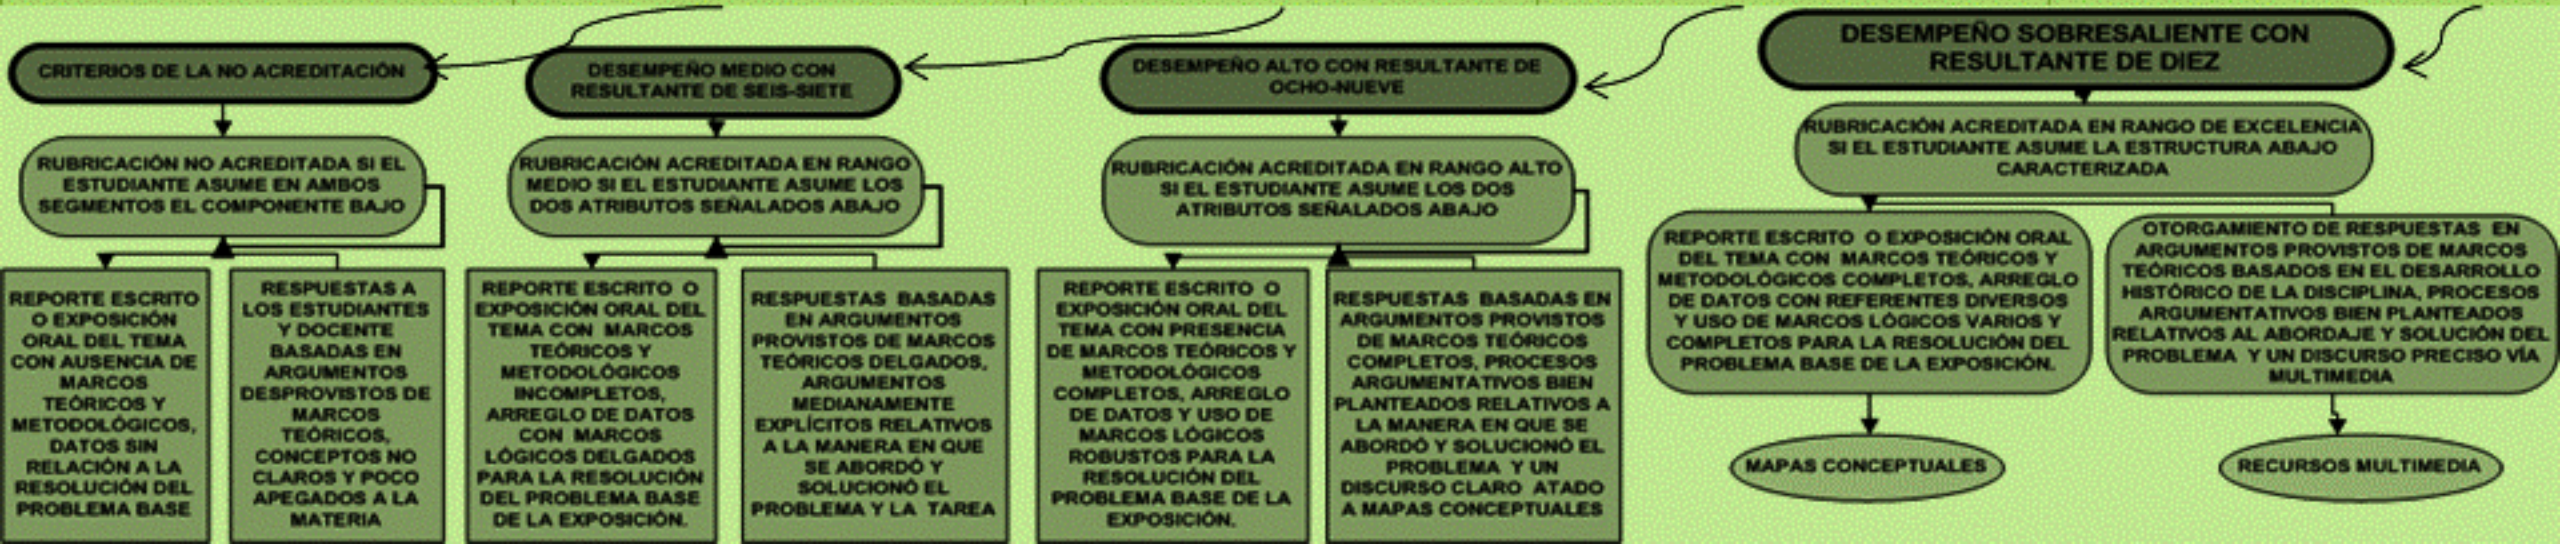 CRITERIOS DE LA NO ACREDITACIÓN
RUBRICACIÓN NO ACREDITADA SI EL
ESTUDIANTE ASUME EN AMBOS
SEGMENTOS EL COMPONENTE BAJO
REPORTE ESCRITO
O EXPOSICIÓN
ORAL DEL TEMA
CON AUSENCIA DE
MARCOS
TEÓRICOS Y
METODOLÓGICOS,
DATOS SIN
RELACIÓN A LA
RESOLUCIÓN DEL
PROBLEMA BASE
RESPUESTAS A
LOS ESTUDIANTES
Y DOCENTE
BASADAS EN
ARGUMENTOS
DESPROVISTOS DE
MARCOS
TEÓRICOS,
CONCEPTOS NO
CLAROS Y POCO
APEGADOS A LA
MATERIA
DESEMPEÑO MEDIO CON
RESULTANTE DE SEIS-SIETE
RUBRICACIÓN ACREDITADA EN RANGO
MEDIO SI EL ESTUDIANTE ASUME LOS
DOS ATRIBUTOS SEÑALADOS ABAJO
REPORTE ESCRITO O
EXPOSICIÓN ORAL DEL
TEMA CON MARCOS
TEÓRICOS Y
METODOLÓGICOS
INCOMPLETOS,
ARREGLO DE DATOS
CON MARCOS
LÓGICOS DELGADOS
PARA LA RESOLUCIÓN
DEL PROBLEMA BASE
DE LA EXPOSICIÓN.
RESPUESTAS BASADAS
EN ARGUMENTOS
PROVISTOS DE MARCOS
TEÓRICOS DELGADOS,
ARGUMENTOS
MEDIANAMENTE
EXPLÍCITOS RELATIVOS
A LA MANERA EN QUE
SE ABORDÓ Y
SOLUCIONÓ EL
PROBLEMA Y LA TAREA
DESEMPEÑO ALTO CON RESULTANTE DE
OCHO-NUEVE
RUBRICACIÓN ACREDITADA EN RANGO ALTO
SI EL ESTUDIANTE ASUME LOS DOS
ATRIBUTOS SEÑALADOS ABAJO
REPORTE ESCRITO O
EXPOSICIÓN ORAL DEL
TEMA CON PRESENCIA
DE MARCOS TEÓRICOS Y
METODOLÓGICOS
COMPLETOS, ARREGLO
DE DATOS Y USO DE
MARCOS LÓGICOS
ROBUSTOS PARA LA
RESOLUCIÓN DEL
PROBLEMA BASE DE LA
EXPOSICIÓN.
RESPUESTAS BASADAS EN
ARGUMENTOS PROVISTOS
DE MARCOS TEÓRICOS
COMPLETOS, PROCESOS
ARGUMENTATIVOS BIEN
PLANTEADOS RELATIVOS A
LA MANERA EN QUE SE
ABORDÓ Y SOLUCIONÓ EL
PROBLEMA Y UN
DISCURSO CLARO ATADO
A MAPAS CONCEPTUALES
DESEMPEÑO SOBRESALIENTE CON
RESULTANTE DE DIEZ
RUBRICACIÓN ACREDITADA EN RANGO DE EXCELENCIA
SI EL ESTUDIANTE ASUME LA ESTRUCTURA ABAJO
CARACTERIZADA
REPORTE ESCRITO O EXPOSICIÓN ORAL
DEL TEMA CON MARCOS TEÓRICOS Y
METODOLÓGICOS COMPLETOS, ARREGLO
DE DATOS CON REFERENTES DIVERSOS
Y USO DE MARCOS LÓGICOS VARIOS Y
COMPLETOS PARA LA RESOLUCIÓN DEL
PROBLEMA BASE DE LA EXPOSICIÓN.
MAPAS CONCEPTUALES
OTORGAMIENTO DE RESPUESTAS EN
ARGUMENTOS PROVISTOS DE MARCOS
TEÓRICOS BASADOS EN EL DESARROLLO
HISTÓRICO DE LA DISCIPLINA, PROCESOS
ARGUMENTATIVOS BIEN PLANTEADOS
RELATIVOS AL ABORDAJE Y SOLUCIÓN DEL
PROBLEMA Y UN DISCURSO PRECISO VÍA
MULTIMEDIA
RECURSOS MULTIMEDIA